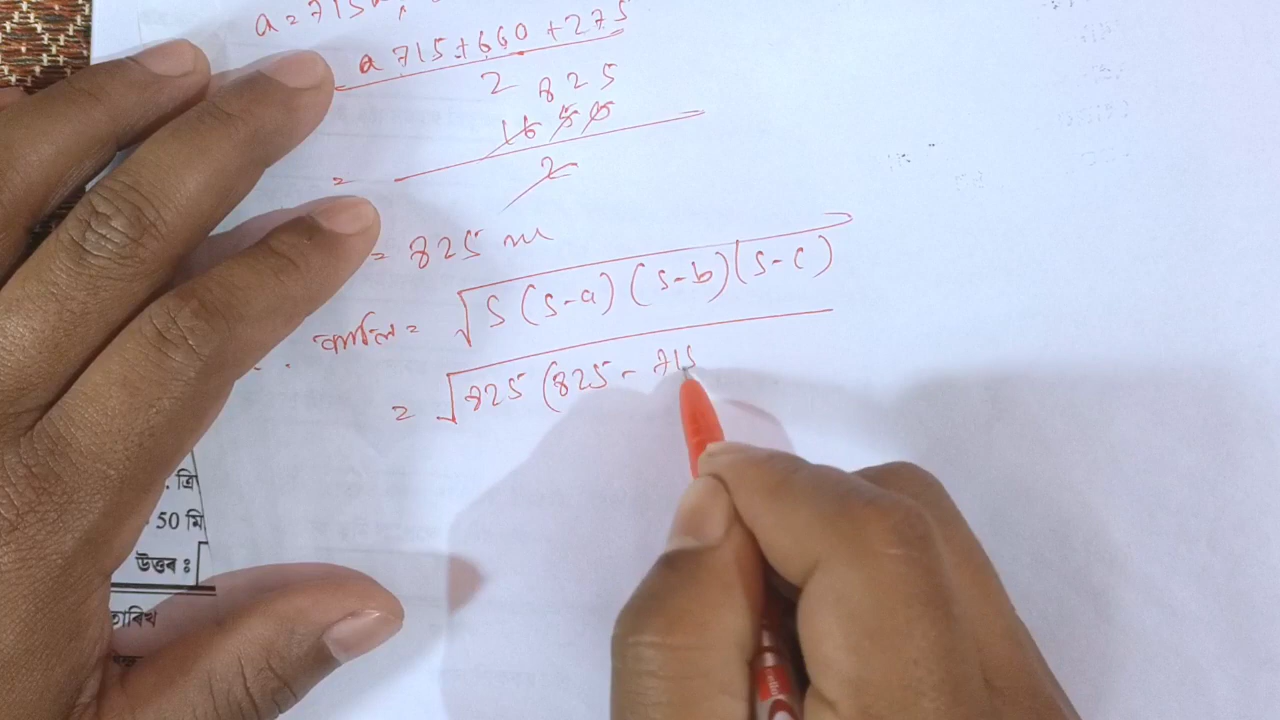 a = 715
a 715 + 660 + 275
2
825
1650
=
2
= 825 m
∴ কালি = √S(S-a)(S-b)(S-c)
= √825 (825 - 715
. ত্রি
50 মি
উত্তৰ ঃ
তাৰিখ